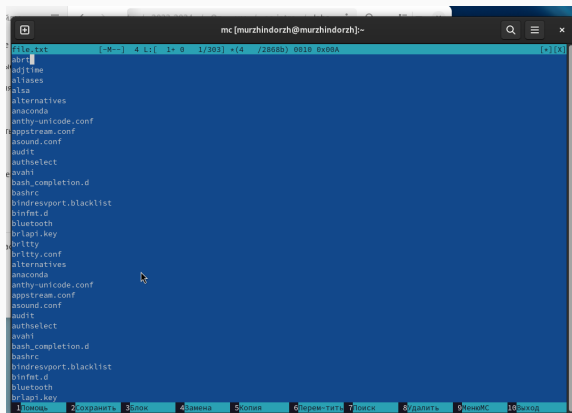 mc [murzhindorzh@murzhindorzh]:~
file.txt [-M--] 4 L:[ 1+ 0 1/303] *(4 /2868b) 0010 0x00A [*][X]
abrt
adjtime
aliases
alsa
alternatives
anaconda
anthy-unicode.conf
appstream.conf
asound.conf
audit
authselect
avahi
bash_completion.d
bashrc
bindresvport.blacklist
binfmt.d
bluetooth
brlapi.key
brltty
brltty.conf
alternatives
anaconda
anthy-unicode.conf
appstream.conf
asound.conf
audit
authselect
avahi
bash_completion.d
bashrc
bindresvport.blacklist
binfmt.d
bluetooth
brlapi.key
1Помощь 2Сохранить 3Блок 4Замена 5Копия 6Перем~тить 7Поиск 8Удалить 9МенюMC 10Выход